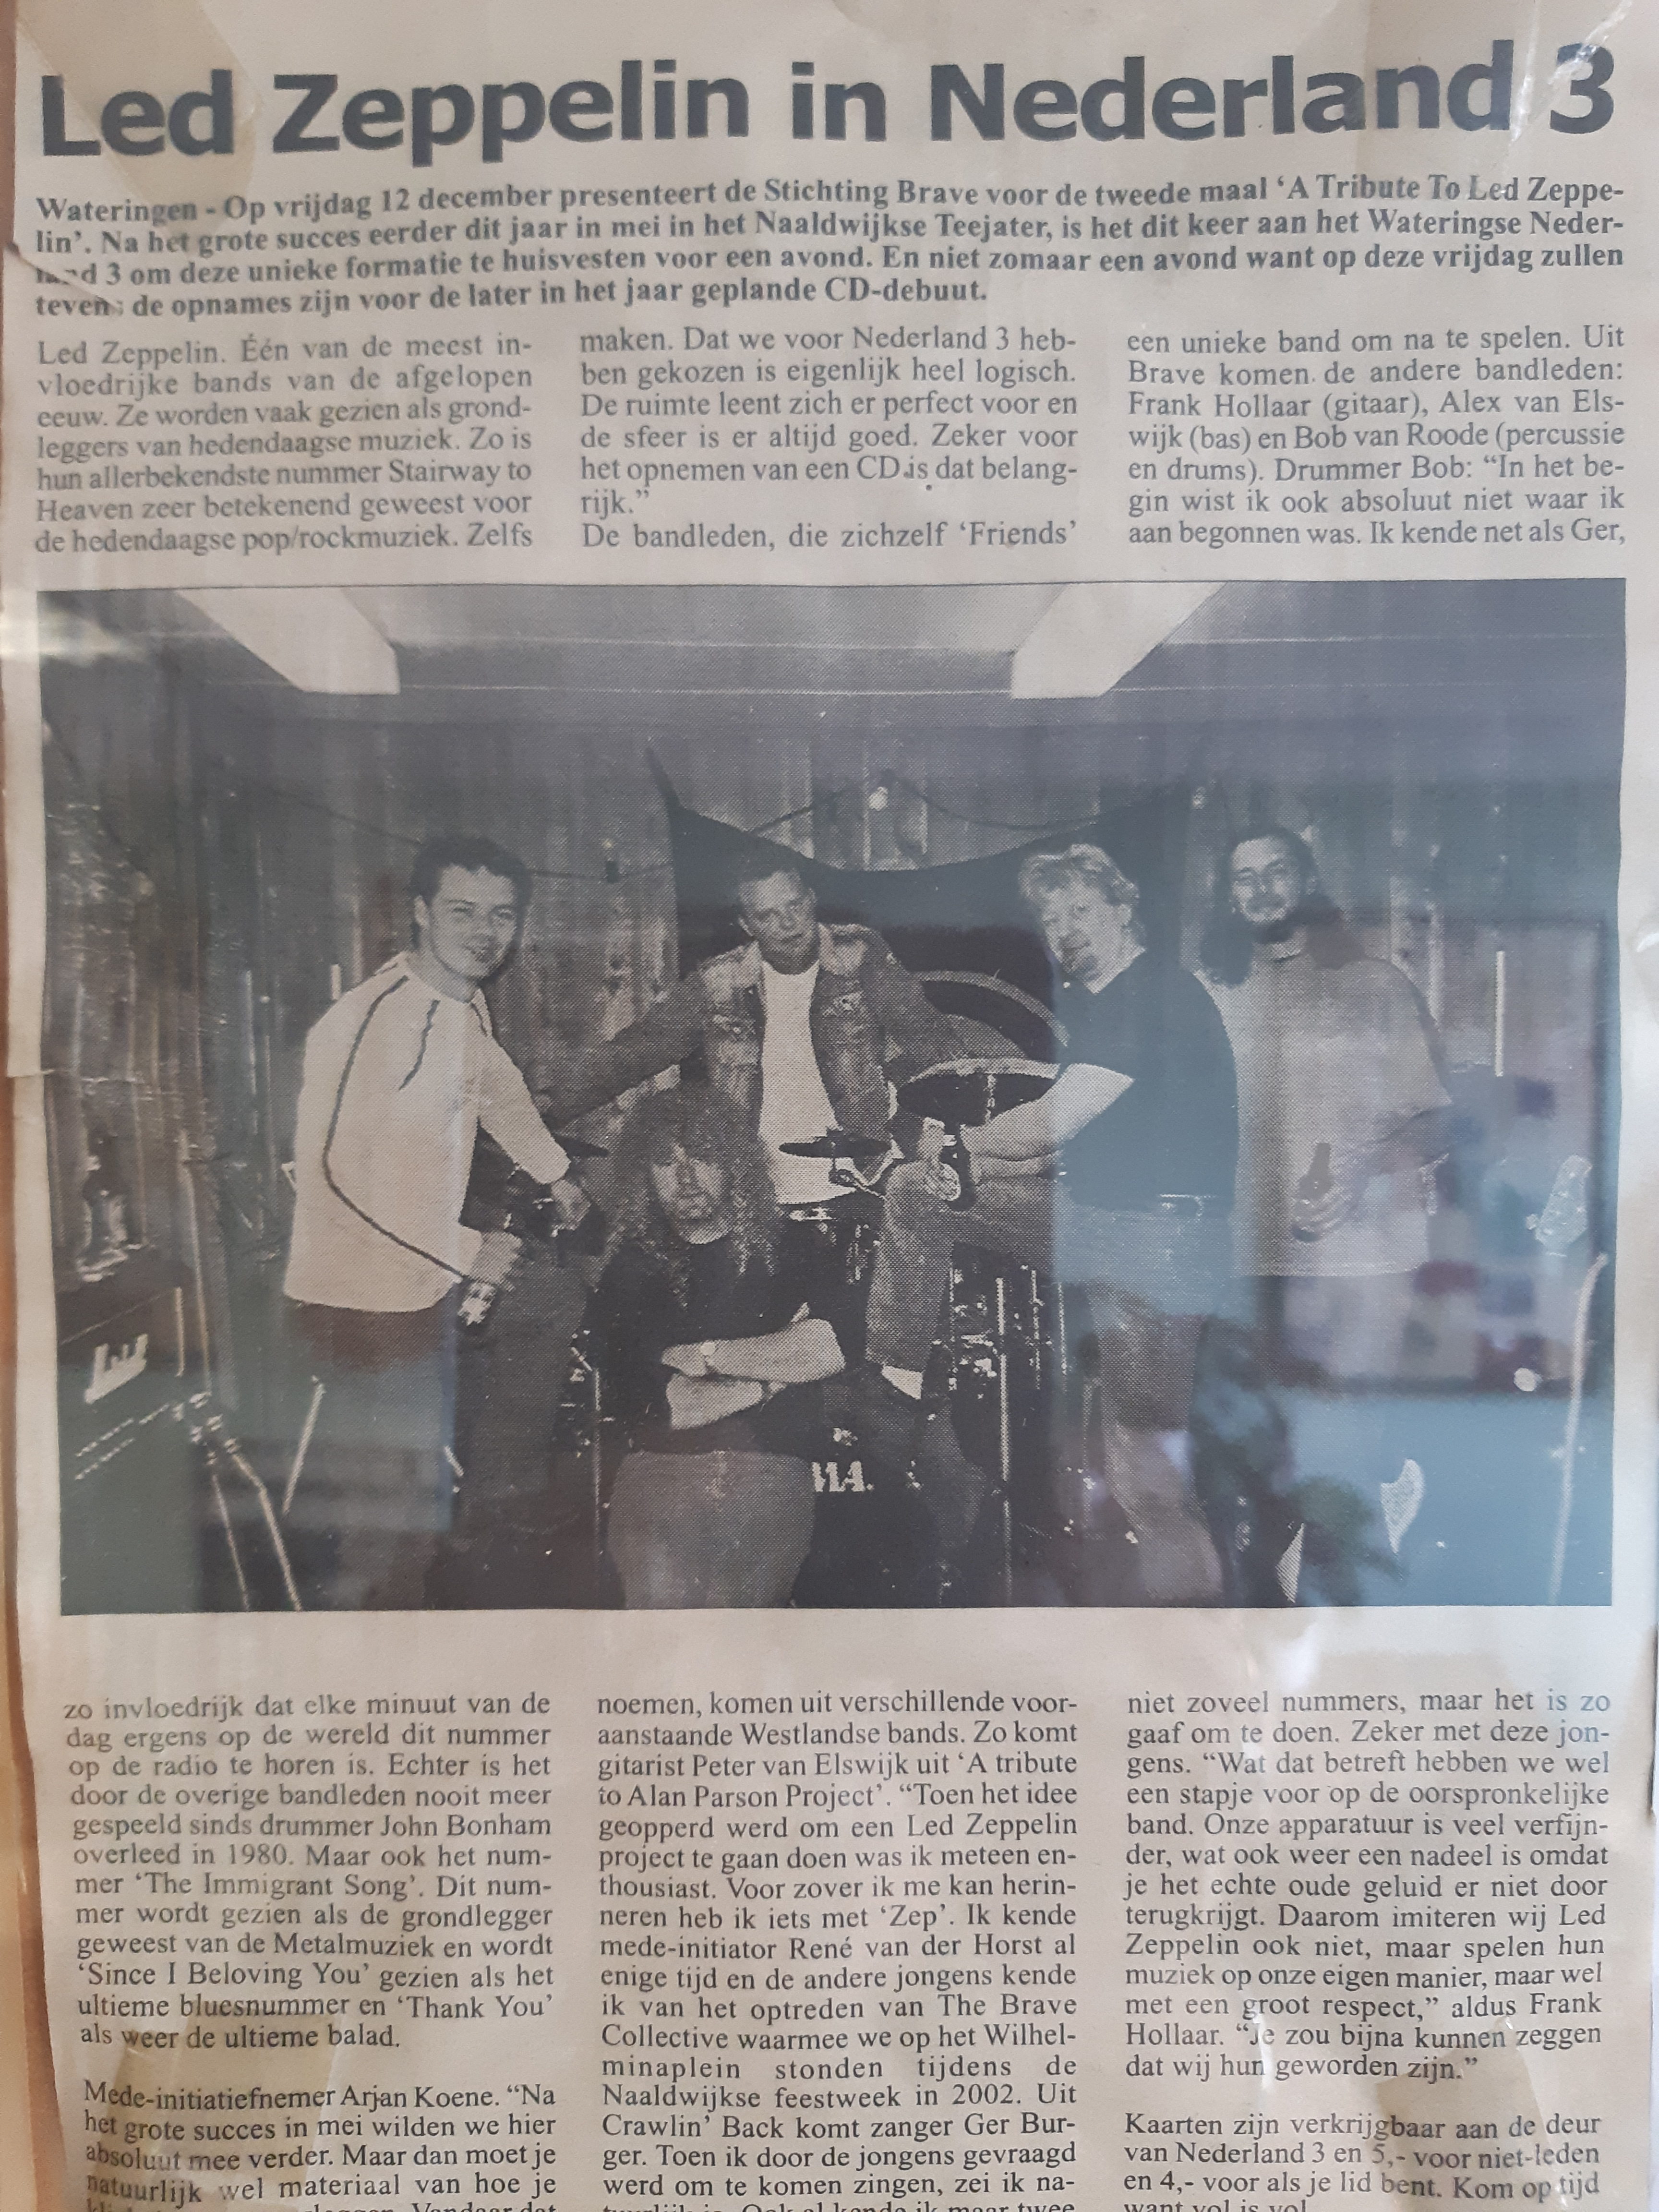 Led Zeppelin in Nederland 3
Wateringen - Op vrijdag 12 december presenteert de Stichting Brave voor de tweede maal ‘A Tribute To Led Zeppe-
lin’. Na het grote succes eerder dit jaar in mei in het Naaldwijkse Teejater, is het dit keer aan het Wateringse Neder-
land 3 om deze unieke formatie te huisvesten voor een avond. En niet zomaar een avond want op deze vrijdag zullen
tevens de opnames zijn voor de later in het jaar geplande CD-debuut.
Led Zeppelin. Één van de meest in-
vloedrijke bands van de afgelopen
eeuw. Ze worden vaak gezien als grond-
leggers van hedendaagse muziek. Zo is
hun allerbekendste nummer Stairway to
Heaven zeer betekenend geweest voor
de hedendaagse pop/rockmuziek. Zelfs
zo invloedrijk dat elke minuut van de
dag ergens op de wereld dit nummer
op de radio te horen is. Echter is het
door de overige bandleden nooit meer
gespeeld sinds drummer John Bonham
overleed in 1980. Maar ook het num-
mer ‘The Immigrant Song’. Dit num-
mer wordt gezien als de grondlegger
geweest van de Metalmuziek en wordt
‘Since I Beloving You’ gezien als het
ultieme bluesnummer en ‘Thank You’
als weer de ultieme balad.
Mede-initiatiefnemer Arjan Koene. “Na
het grote succes in mei wilden we hier
absoluut mee verder. Maar dan moet je
natuurlijk wel materiaal van hoe je
Vandaar dat
maken. Dat we voor Nederland 3 heb-
ben gekozen is eigenlijk heel logisch.
De ruimte leent zich er perfect voor en
de sfeer is er altijd goed. Zeker voor
het opnemen van een CD is dat belang-
rijk.”
De bandleden, die zichzelf ‘Friends’
noemen, komen uit verschillende voor-
aanstaande Westlandse bands. Zo komt
gitarist Peter van Elswijk uit ‘A tribute
to Alan Parson Project’. “Toen het idee
geopperd werd om een Led Zeppelin
project te gaan doen was ik meteen en-
thousiast. Voor zover ik me kan herin-
neren heb ik iets met ‘Zep’. Ik kende
mede-initiator René van der Horst al
enige tijd en de andere jongens kende
ik van het optreden van The Brave
Collective waarmee we op het Wilhel-
minaplein stonden tijdens de
Naaldwijkse feestweek in 2002. Uit
Crawlin’ Back komt zanger Ger Bur-
ger. Toen ik door de jongens gevraagd
werd om te komen zingen, zei ik na-
tuurlijk ja. Ook al kende ik maar twee
een unieke band om na te spelen. Uit
Brave komen de andere bandleden:
Frank Hollaar (gitaar), Alex van Els-
wijk (bas) en Bob van Roode (percussie
en drums). Drummer Bob: “In het be-
gin wist ik ook absoluut niet waar ik
aan begonnen was. Ik kende net als Ger,
niet zoveel nummers, maar het is zo
gaaf om te doen. Zeker met deze jon-
gens. “Wat dat betreft hebben we wel
een stapje voor op de oorspronkelijke
band. Onze apparatuur is veel verfijn-
der, wat ook weer een nadeel is omdat
je het echte oude geluid er niet door
terugkrijgt. Daarom imiteren wij Led
Zeppelin ook niet, maar spelen hun
muziek op onze eigen manier, maar wel
met een groot respect,” aldus Frank
Hollaar. “Je zou bijna kunnen zeggen
dat wij hun geworden zijn.”
Kaarten zijn verkrijgbaar aan de deur
van Nederland 3 en 5,- voor niet-leden
en 4,- voor als je lid bent. Kom op tijd
want vol is vol